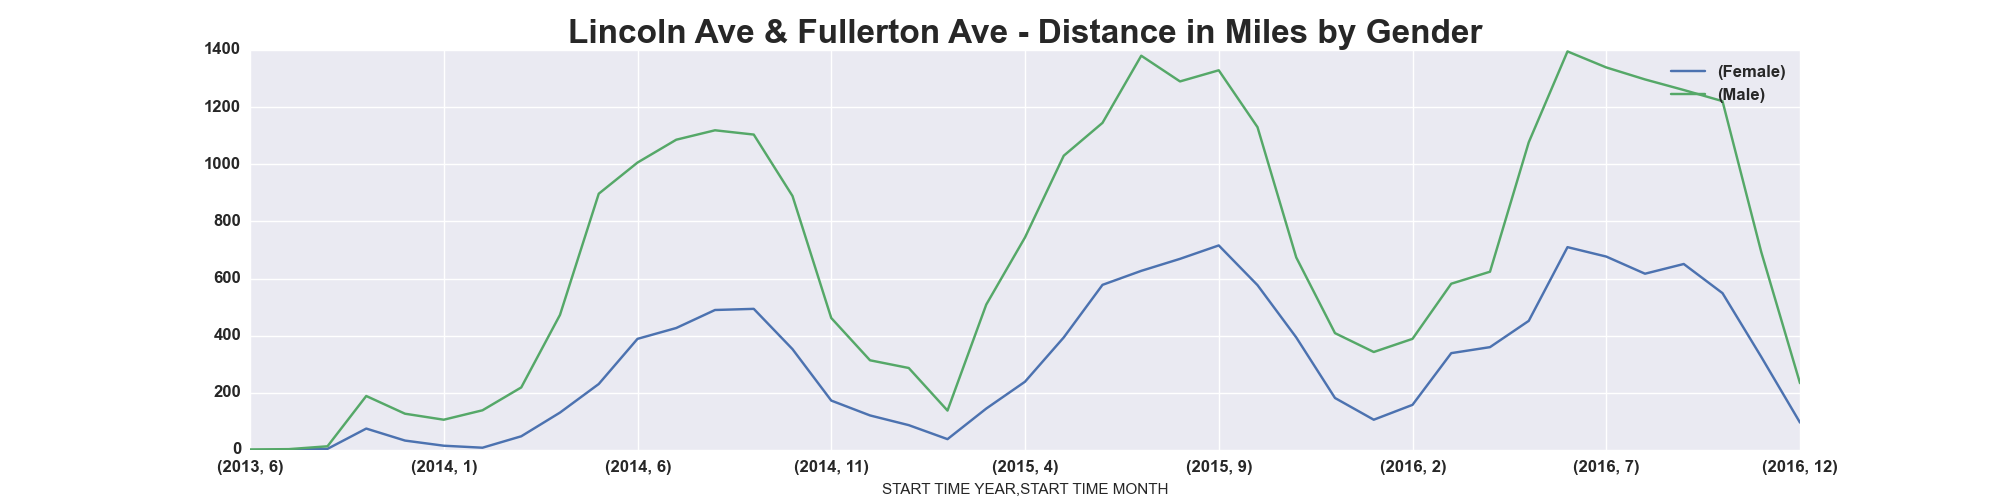 Lincoln Ave & Fullerton Ave - Distance in Miles by Gender
1400
1200
1000
800
600
400
200
0
(Female)
(Male)
(2013, 6) (2014, 1) (2014, 6) (2014, 11) (2015, 4) (2015, 9) (2016, 2) (2016, 7) (2016, 12)
START TIME YEAR,START TIME MONTH